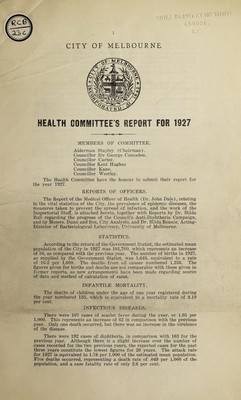 RCB
23c
1
CITY OF MELBOURNE
HEALTH COMMITTEE'S REPORT FOR 1927
MEMBERS OF COMMITTEE.
Alderman Stapley (Chairman).
Councillor Sir George Cuscaden.
Councillor Carter.
Councillor Kent Hughes
Councillor Kane.
Councillor Westley.
The Health Committee have the honour to submit their report for
the year 1927.
REPORTS OF OFFICERS.
The Report of the Medical Officer of Health (Dr. John Dale), relating
to the vital statistics of the City, the prevalence of epidemic diseases, the
measures taken to prevent the spread of infection, and the work of the
Inspectorial Staff, is attached hereto, together with Reports by Dr. Hilda
Bull regarding the progress of the Council's Anti-Diphtheria Campaign,
and by Messrs. Dunn and Son, City Analysts, and Dr. Hilda Rennie, Acting-
Director of Bacteriological Laboratory, University of Melbourne.
STATISTICS.
According to the return of the Government Statist, the estimated mean
population of the City in 1927 was 103,700, which represents an increase
of as compared with the previous year. The number of births in 1927,
as supplied by the Government Statist, was equivalent to a rate
of 16.2 per 1,000. The deaths from all causes numbered The
figures given for births and deaths are not comparable with those given in
former reports, as new arrangements have been made regarding source
of data and method of calculation of rates.
INFANTILE MORTALITY.
The deaths of children under the age of one year registered during
the year numbered 135, which is equivalent to a mortality rate of 8.10
per cent.
INFECTIOUS DISEASES.
There were 107 cases of scarlet fever during the year, or 1.03 per
1,000. This represents an increase of 62 in comparison with the previous
year. Only one death occurred, but there was an increase in the virulence
of the disease.
There were 192 cases of diphtheria, in comparison with 163 for the
previous year. Although there is a slight increase over the number of
cases recorded for the two previous years, the reported cases for the past
three years constitute the lowest figures for 20 years. The attack rate
for 1927 is equivalent to 1.78 per 1,000 of the estimated mean population.
Five deaths occurred, representing a death rate of .048 per 1,000 of the
population, and a case fatality rate of only 2.6 per cent.